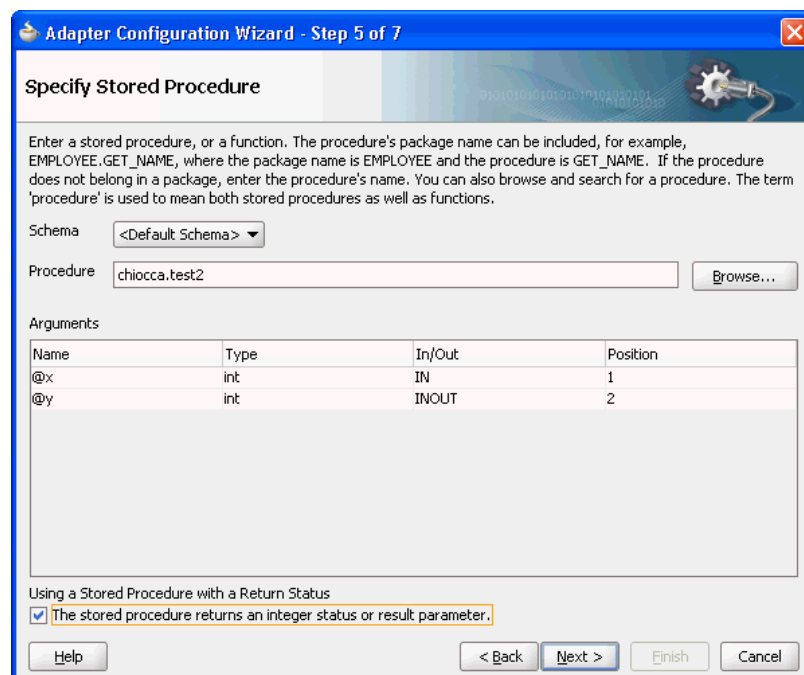 Adapter Configuration Wizard - Step 5 of 7
Specify Stored Procedure
Enter a stored procedure, or a function. The procedure's package name can be included, for example,
EMPLOYEE.GET_NAME, where the package name is EMPLOYEE and the procedure is GET_NAME. If the procedure
does not belong in a package, enter the procedure's name. You can also browse and search for a procedure. The term
'procedure' is used to mean both stored procedures as well as functions.
Schema <Default Schema>
Procedure chiocca.test2 Browse...
Arguments
Name Type In/Out Position
@x int IN 1
@y int INOUT 2
Using a Stored Procedure with a Return Status
The stored procedure returns an integer status or result parameter.
Help < Back Next > Finish Cancel